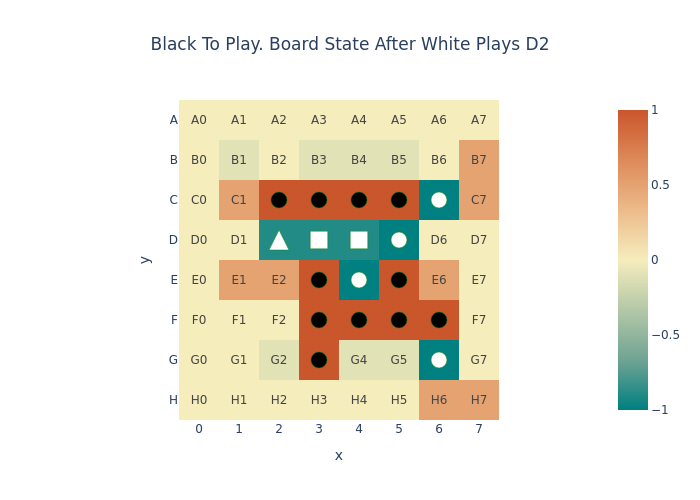 Black To Play. Board State After White Plays D2
A A0 A1 A2 A3 A4 A5 A6 A7
B B0 B1 B2 B3 B4 B5 B6 B7
C C0 C1 C7
D D0 D1 D6 D7
E E0 E1 E2 E6 E7
F F0 F1 F2 F7
G G0 G1 G2 G4 G5 G7
H H0 H1 H2 H3 H4 H5 H6 H7
0 1 2 3 4 5 6 7
x
y
1
0.5
0
−0.5
−1